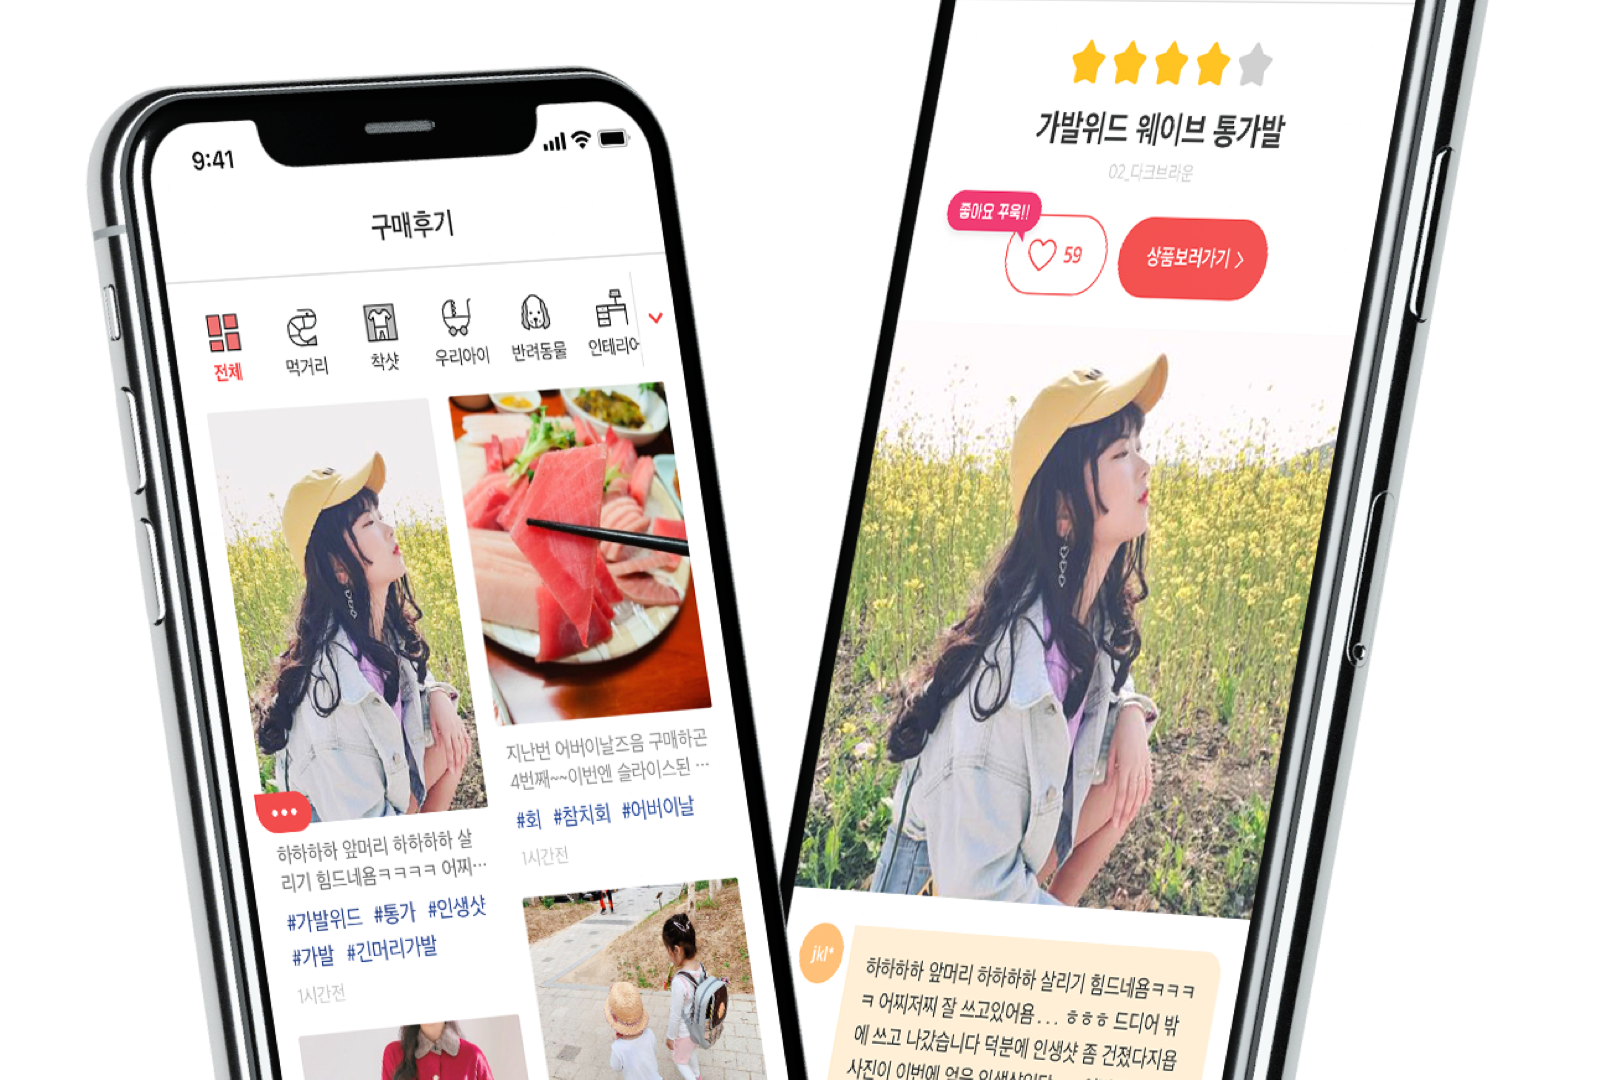 9:41
구매후기
전체
먹거리
착샷
우리아이
반려동물
인테리어
하하하하 앞머리 하하하하 살
리기 힘드네욤ㅋㅋㅋㅋ 어찌…
#가발위드 #통가 #인생샷
#가발 #긴머리가발
1시간전
지난번 어버이날즈음 구매하곤
4번째~~이번엔 슬라이스된 …
#회 #참치회 #어버이날
1시간전
가발위드 웨이브 통가발
02_다크브라운
좋아요 꾸욱!!
59
상품보러가기 >
jkl*
하하하하 앞머리 하하하하 살리기 힘드네욤ㅋㅋㅋ
ㅋ 어찌저찌 잘 쓰고있어욤... ㅎㅎㅎ 드디어 밖
에 쓰고 나갔습니다 덕분에 인생샷 좀 건졌다지욥
사진이 이번에 얻은